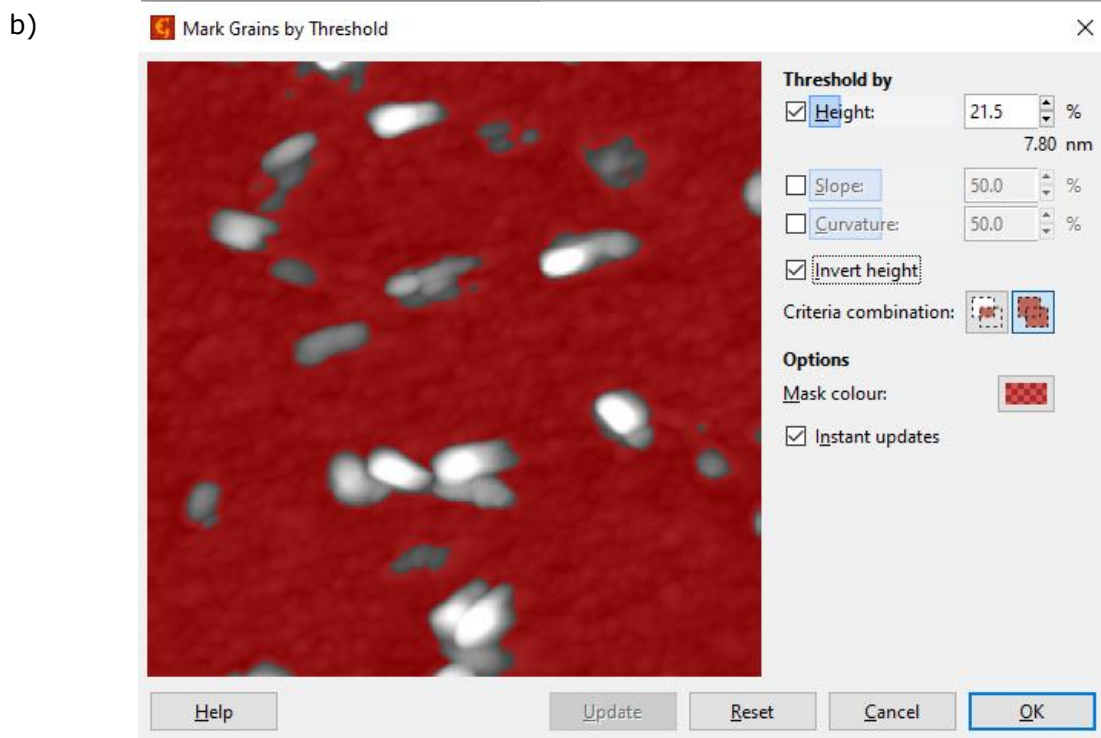 b)
Mark Grains by Threshold
Threshold by
Height: 21.5 %
7.80 nm
Slope: 50.0 %
Curvature: 50.0 %
Invert height
Criteria combination:
Options
Mask colour:
Instant updates
Help Update Reset Cancel OK